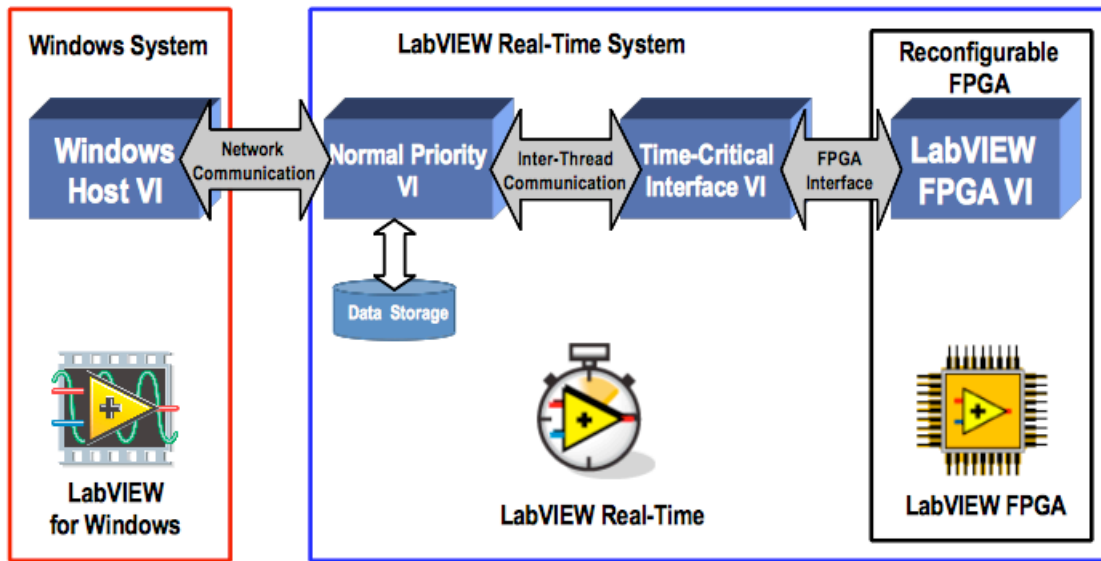 Windows System
LabVIEW Real-Time System
Reconfigurable
FPGA
Windows
Host VI
Network
Communication
Normal Priority
VI
Inter-Thread
Communication
Time-Critical
Interface VI
FPGA
Interface
LabVIEW
FPGA VI
Data Storage
LabVIEW
for Windows
LabVIEW Real-Time
LabVIEW FPGA